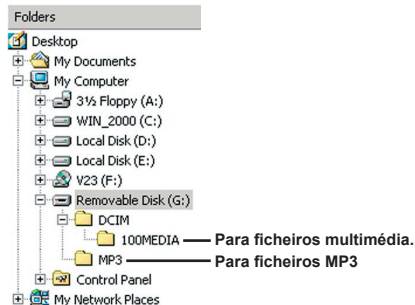 Folders
Desktop
My Documents
My Computer
3½ Floppy (A:)
WIN_2000 (C:)
Local Disk (D:)
Local Disk (E:)
V23 (F:)
Removable Disk (G:)
DCIM
100MEDIA Para ficheiros multimédia.
MP3 Para ficheiros MP3
Control Panel
My Network Places